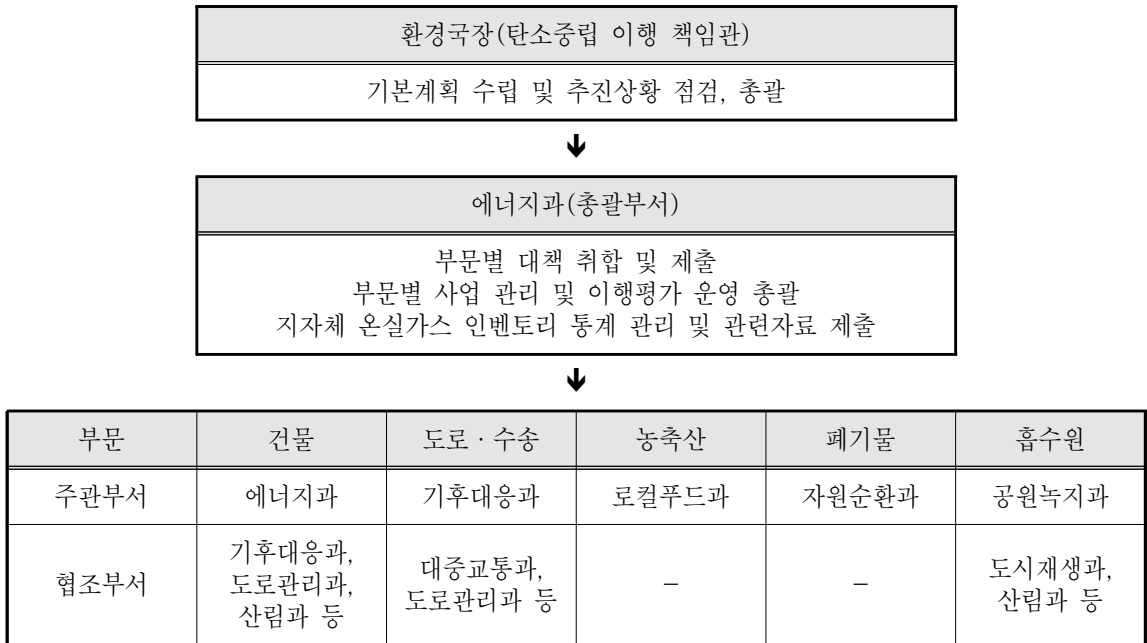 환경국장(탄소중립 이행 책임관)
기본계획 수립 및 추진상황 점검, 총괄
에너지과(총괄부서)
부문별 대책 취합 및 제출
부문별 사업 관리 및 이행평가 운영 총괄
지자체 온실가스 인벤토리 통계 관리 및 관련자료 제출
부문 건물 도로·수송 농축산 폐기물 흡수원
주관부서 에너지과 기후대응과 로컬푸드과 자원순환과 공원녹지과
협조부서 기후대응과, 도로관리과, 산림과 등 대중교통과, 도로관리과 등 – – 도시재생과, 산림과 등